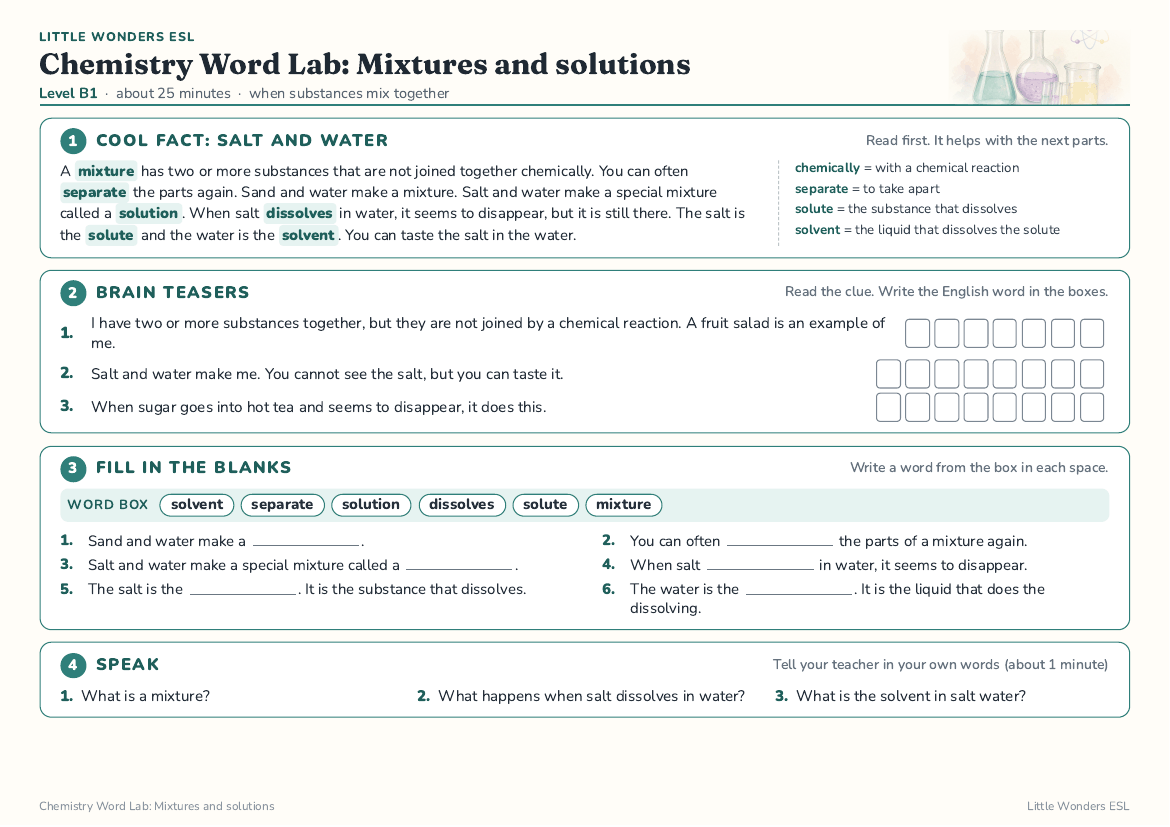 LITTLE WONDERS ESL
Chemistry Word Lab: Mixtures and solutions
Level B1 · about 25 minutes · when substances mix together
1 COOL FACT: SALT AND WATER
Read first. It helps with the next parts.
A mixture has two or more substances that are not joined together chemically. You can often
separate the parts again. Sand and water make a mixture. Salt and water make a special mixture
called a solution. When salt dissolves in water, it seems to disappear, but it is still there. The salt is
the solute and the water is the solvent. You can taste the salt in the water.
chemically = with a chemical reaction
separate = to take apart
solute = the substance that dissolves
solvent = the liquid that dissolves the solute
2 BRAIN TEASERS
Read the clue. Write the English word in the boxes.
1. I have two or more substances together, but they are not joined by a chemical reaction. A fruit salad is an example of
me.
2. Salt and water make me. You cannot see the salt, but you can taste it.
3. When sugar goes into hot tea and seems to disappear, it does this.
3 FILL IN THE BLANKS
Write a word from the box in each space.
WORD BOX solvent separate solution dissolves solute mixture
1. Sand and water make a ______________.
2. You can often ______________ the parts of a mixture again.
3. Salt and water make a special mixture called a ______________.
4. When salt ______________ in water, it seems to disappear.
5. The salt is the ______________. It is the substance that dissolves.
6. The water is the ______________. It is the liquid that does the
dissolving.
4 SPEAK
Tell your teacher in your own words (about 1 minute)
1. What is a mixture?
2. What happens when salt dissolves in water?
3. What is the solvent in salt water?
Chemistry Word Lab: Mixtures and solutions
Little Wonders ESL